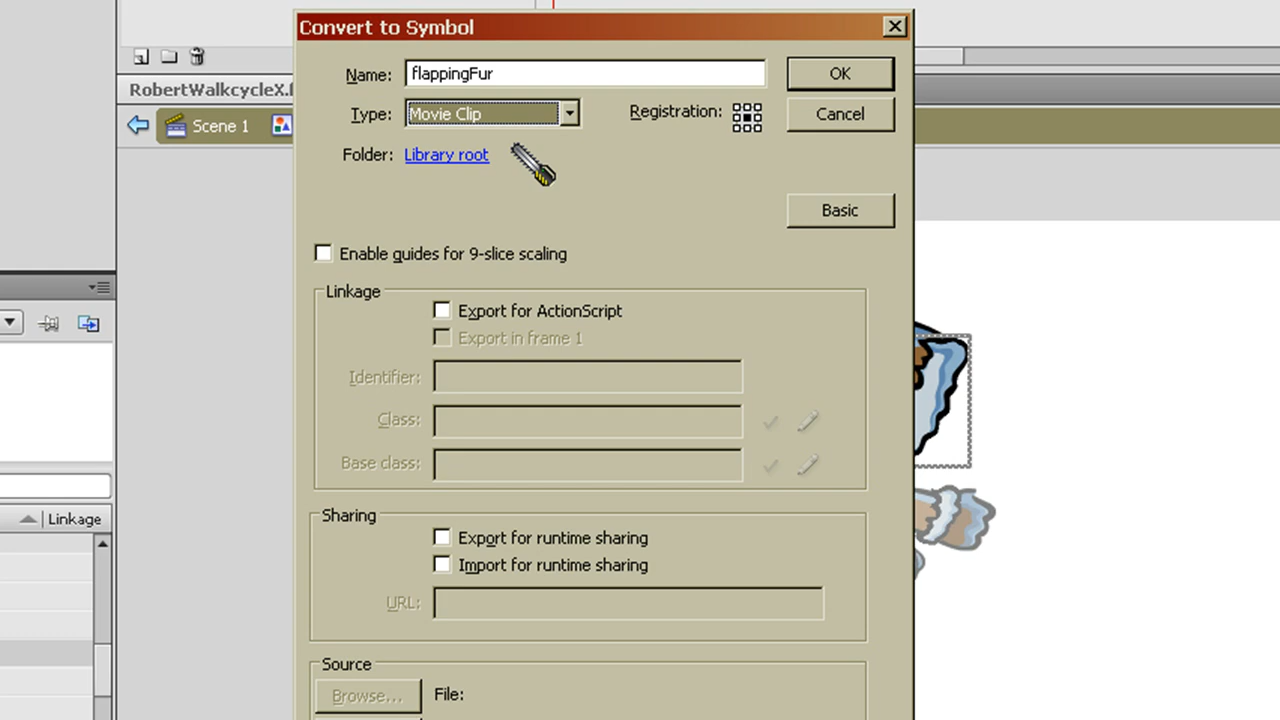 Convert to Symbol
Name: flappingFur
OK
Type: Movie Clip
Registration:
Cancel
RobertWalkcycleX.f
Scene 1
Folder: Library root
Basic
Enable guides for 9-slice scaling
Linkage
Export for ActionScript
Export in frame 1
Identifier:
Class:
Base class:
Linkage
Sharing
Export for runtime sharing
Import for runtime sharing
URL:
Source
Browse...
File: